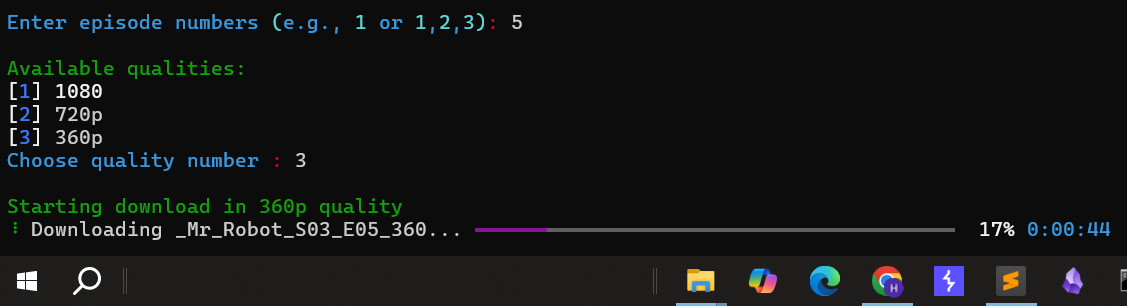 Enter episode numbers (e.g., 1 or 1,2,3): 5
Available qualities:
[1] 1080
[2] 720p
[3] 360p
Choose quality number : 3
Starting download in 360p quality
⠇ Downloading _Mr_Robot_S03_E05_360... 17% 0:00:44
H